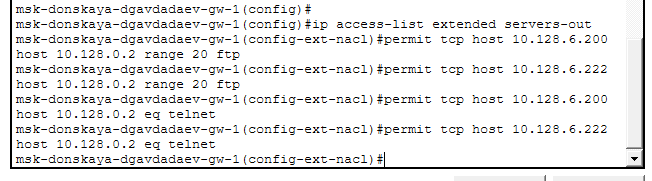 msk-donskaya-dgavdadaev-gw-1(config)#
msk-donskaya-dgavdadaev-gw-1(config)#ip access-list extended servers-out
msk-donskaya-dgavdadaev-gw-1(config-ext-nacl)#permit tcp host 10.128.6.200
host 10.128.0.2 range 20 ftp
msk-donskaya-dgavdadaev-gw-1(config-ext-nacl)#permit tcp host 10.128.6.222
host 10.128.0.2 range 20 ftp
msk-donskaya-dgavdadaev-gw-1(config-ext-nacl)#permit tcp host 10.128.6.200
host 10.128.0.2 eq telnet
msk-donskaya-dgavdadaev-gw-1(config-ext-nacl)#permit tcp host 10.128.6.222
host 10.128.0.2 eq telnet
msk-donskaya-dgavdadaev-gw-1(config-ext-nacl)#